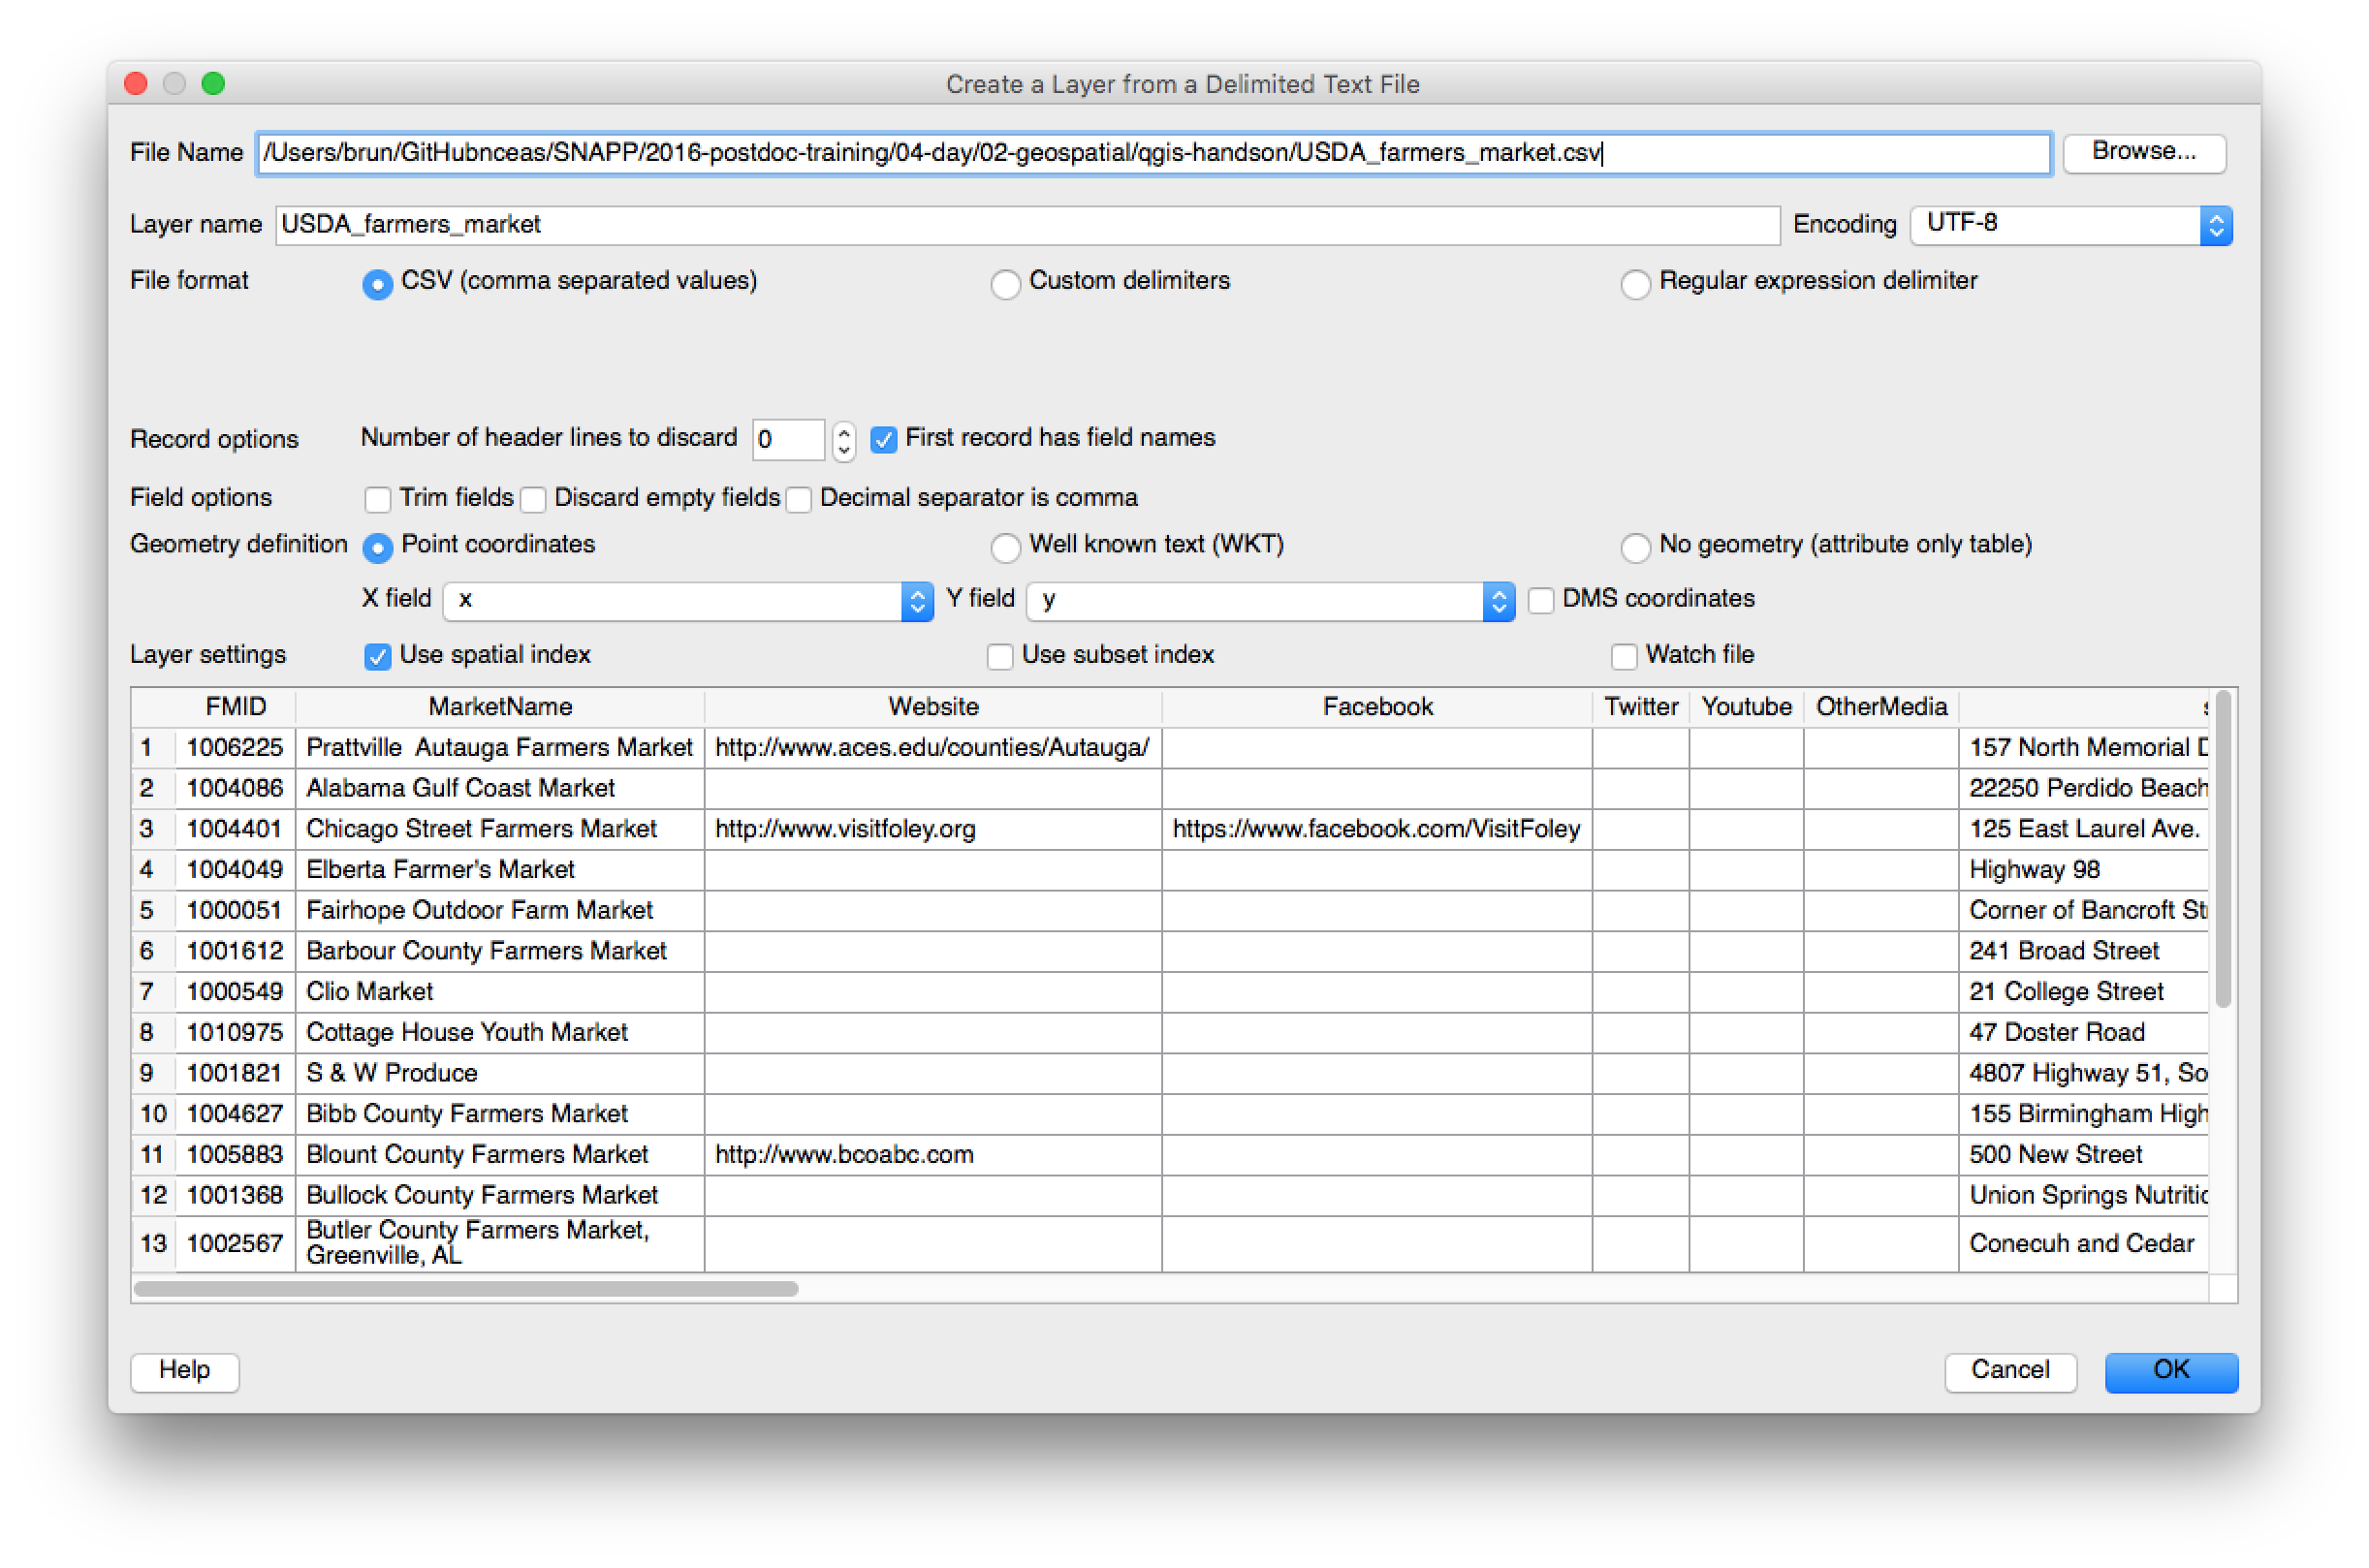 Create a Layer from a Delimited Text File
File Name /Users/brun/GitHubnceas/SNAPP/2016-postdoc-training/04-day/02-geospatial/qgis-handson/USDA_farmers_market.csv Browse...
Layer name USDA_farmers_market Encoding UTF-8
File format CSV (comma separated values) Custom delimiters Regular expression delimiter
Record options Number of header lines to discard 0 First record has field names
Field options Trim fields Discard empty fields Decimal separator is comma
Geometry definition Point coordinates Well known text (WKT) No geometry (attribute only table)
X field x Y field y DMS coordinates
Layer settings Use spatial index Use subset index Watch file
FMID MarketName Website Facebook Twitter Youtube OtherMedia
1 1006225 Prattville Autauga Farmers Market http://www.aces.edu/counties/Autauga/ 157 North Memorial
2 1004086 Alabama Gulf Coast Market 22250 Perdido Beach
3 1004401 Chicago Street Farmers Market http://www.visitfoley.org https://www.facebook.com/VisitFoley 125 East Laurel Ave.
4 1004049 Elberta Farmer's Market Highway 98
5 1000051 Fairhope Outdoor Farm Market Corner of Bancroft
6 1001612 Barbour County Farmers Market 241 Broad Street
7 1000549 Clio Market 21 College Street
8 1010975 Cottage House Youth Market 47 Doster Road
9 1001821 S & W Produce 4807 Highway 51, So
10 1004627 Bibb County Farmers Market 155 Birmingham High
11 1005883 Blount County Farmers Market http://www.bcoabc.com 500 New Street
12 1001368 Bullock County Farmers Market Union Springs
13 1002567 Butler County Farmers Market, Greenville, AL Conecuh and Cedar
Help Cancel OK